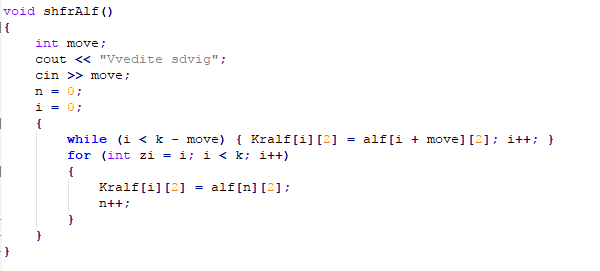 void shfrAlf()
{
int move;
cout << "Vvedite sdvig";
cin >> move;
n = 0;
i = 0;
{
while (i < k - move) { Kralf[i][2] = alf[i + move][2]; i++; }
for (int zi = i; i < k; i++)
{
Kralf[i][2] = alf[n][2];
n++;
}
}
}